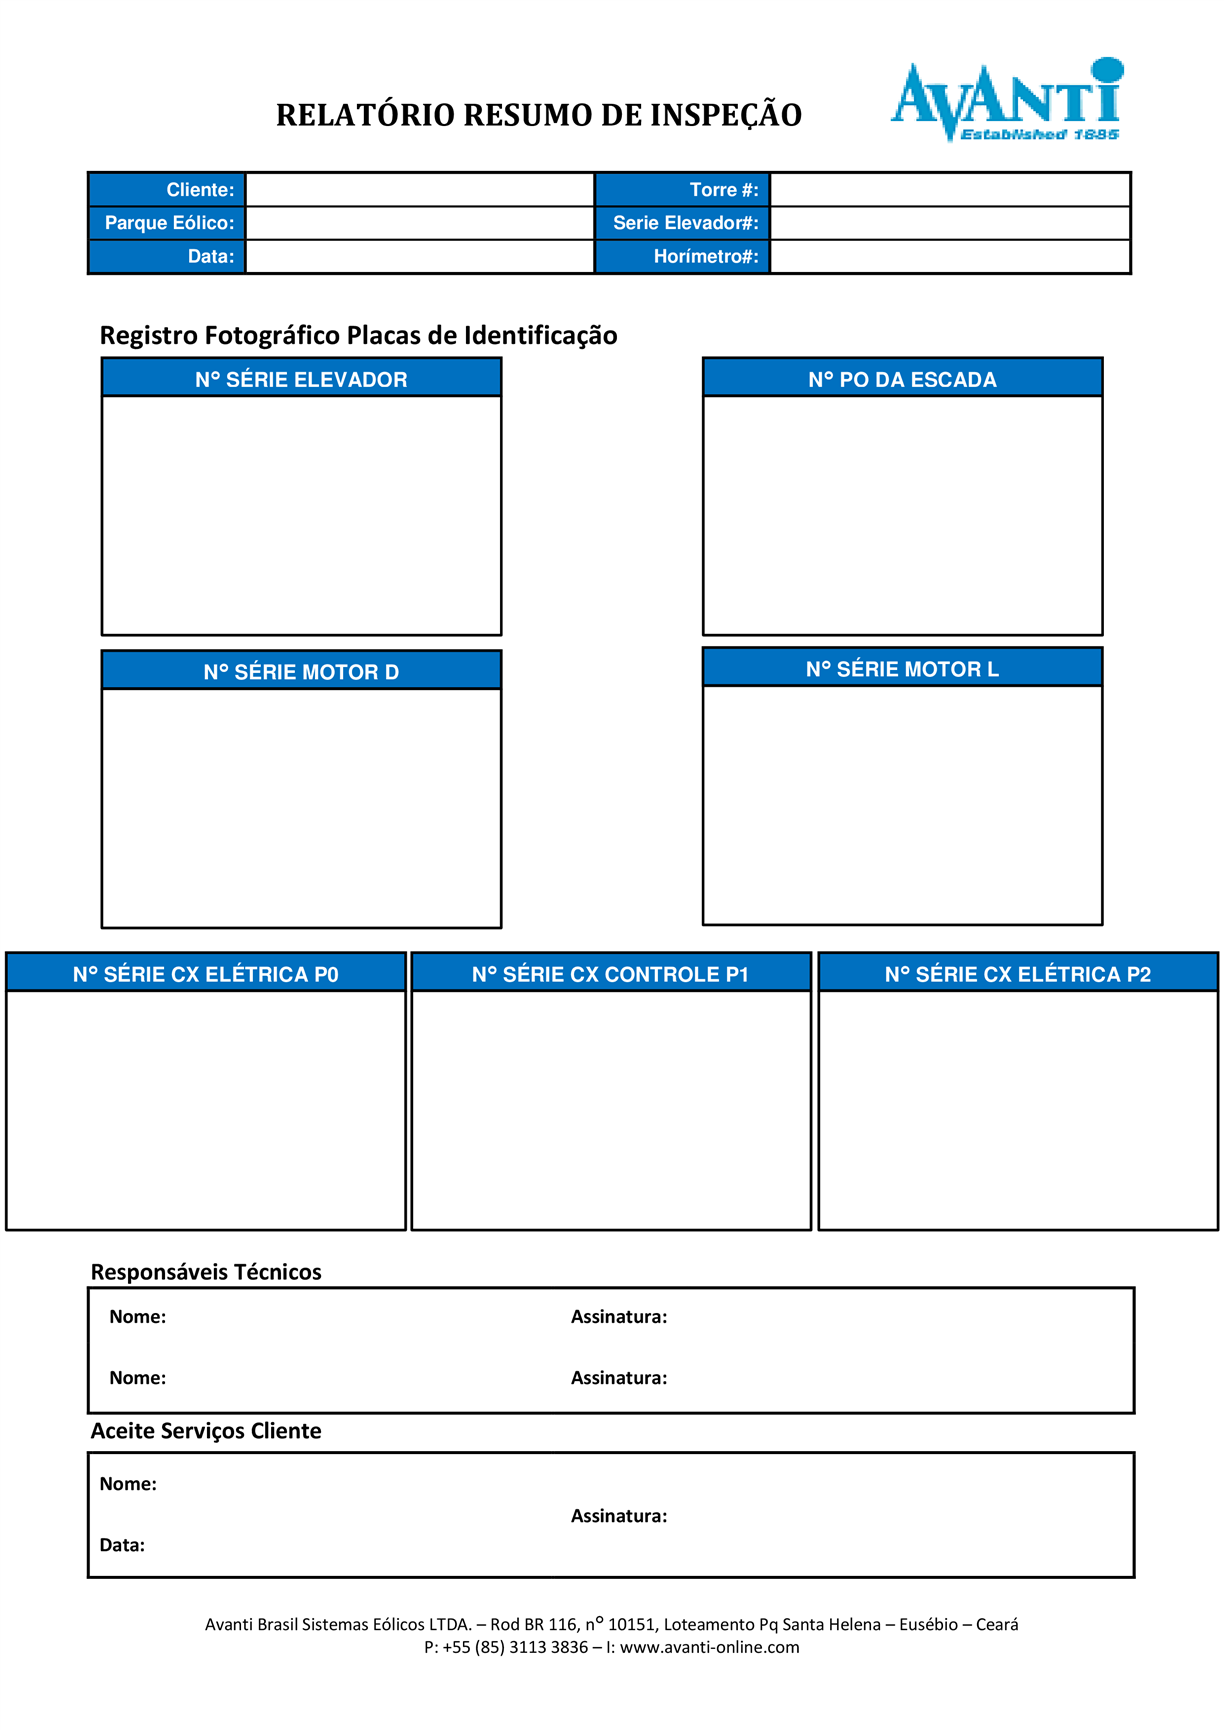 RELATÓRIO RESUMO DE INSPEÇÃO
AVANTI
Established 1885
Cliente: Torre #:
Parque Eólico: Serie Elevador#:
Data: Horímetro#:
Registro Fotográfico Placas de Identificação
N° SÉRIE ELEVADOR N° PO DA ESCADA
N° SÉRIE MOTOR D N° SÉRIE MOTOR L
N° SÉRIE CX ELÉTRICA P0 N° SÉRIE CX CONTROLE P1 N° SÉRIE CX ELÉTRICA P2
Responsáveis Técnicos
Nome: Assinatura:
Nome: Assinatura:
Aceite Serviços Cliente
Nome:
Assinatura:
Data:
Avanti Brasil Sistemas Eólicos LTDA. – Rod BR 116, n° 10151, Loteamento Pq Santa Helena – Eusébio – Ceará
P: +55 (85) 3113 3836 – I: www.avanti-online.com